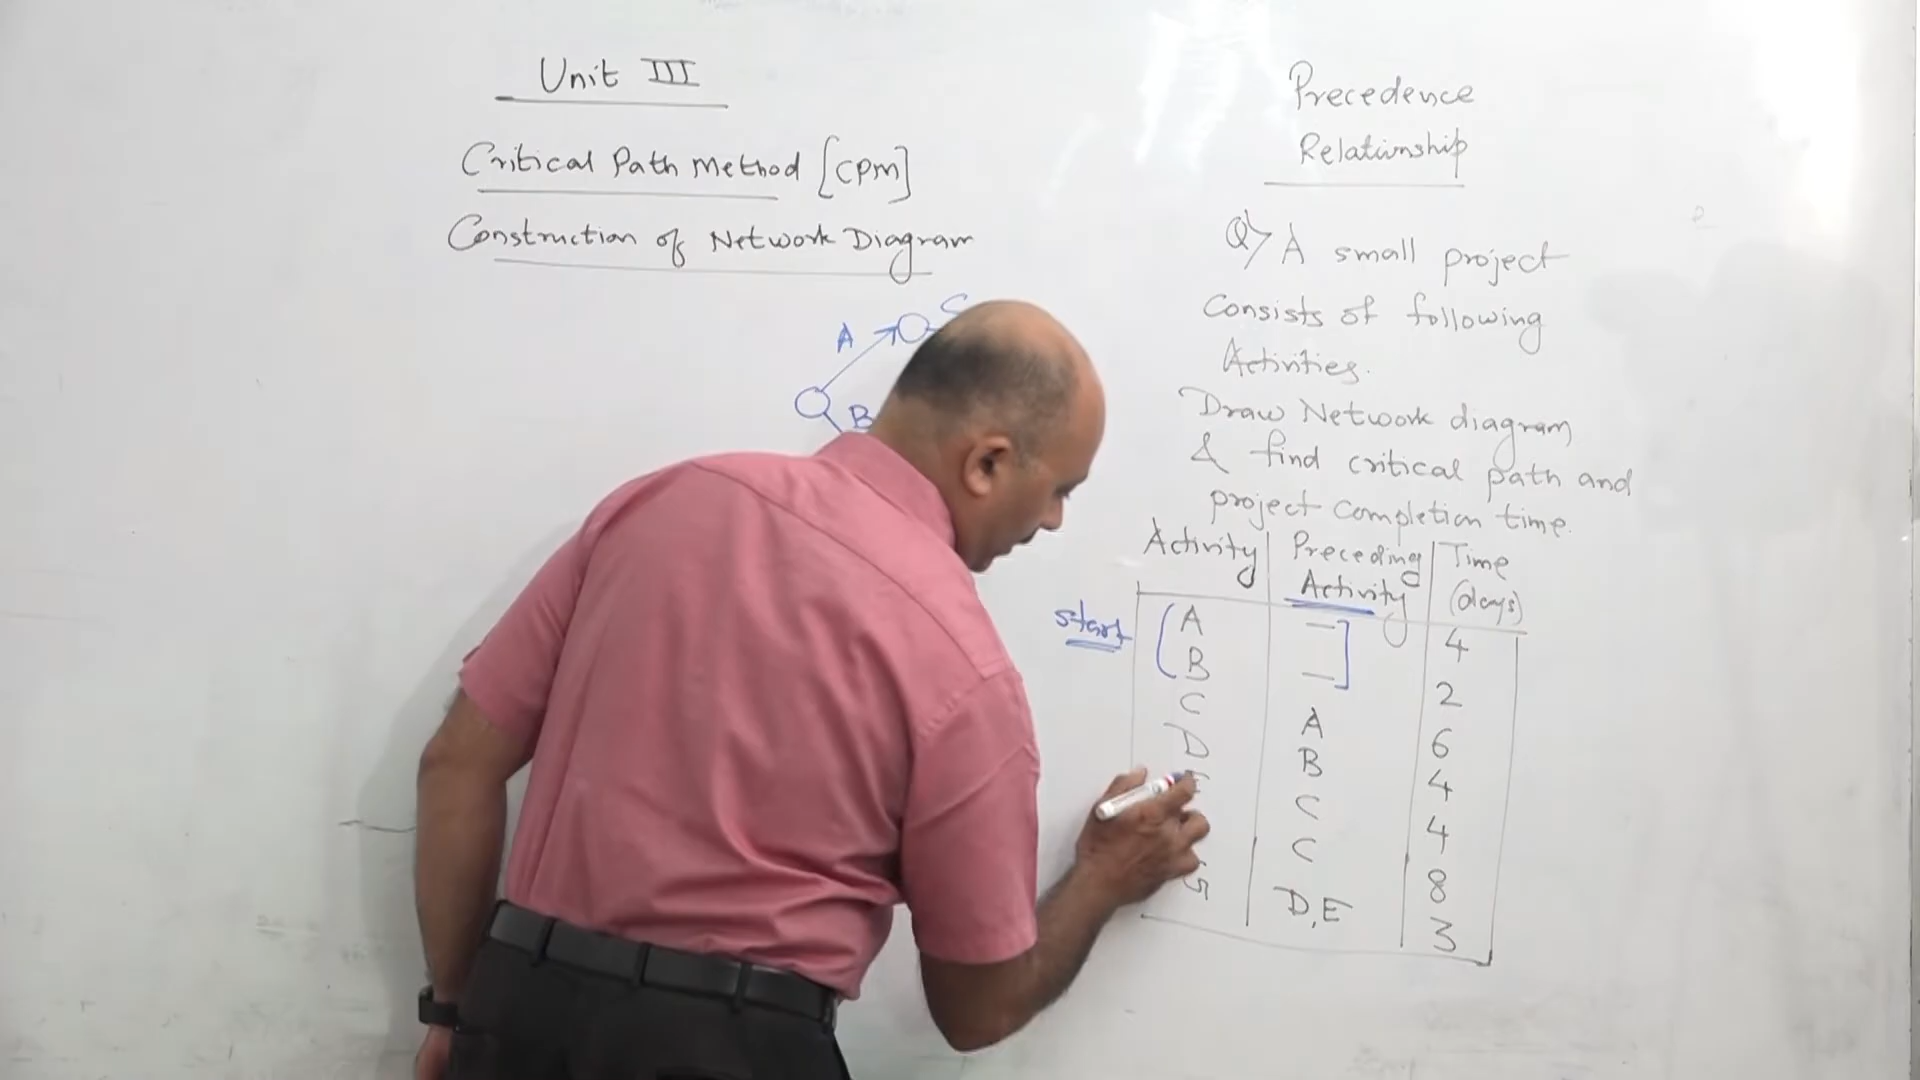 Unit III
Critical Path Method [CPM]
Construction of Network Diagram
A
C
B
Precedence
Relationship
Q> A small project
Consists of following
Activities.
Draw Network diagram
& find critical path and
project completion time.
Activity Preceding Activity Time (days)
start A — 4
B — 2
C A 6
D B 4
C 4
C 8
G D,E 3